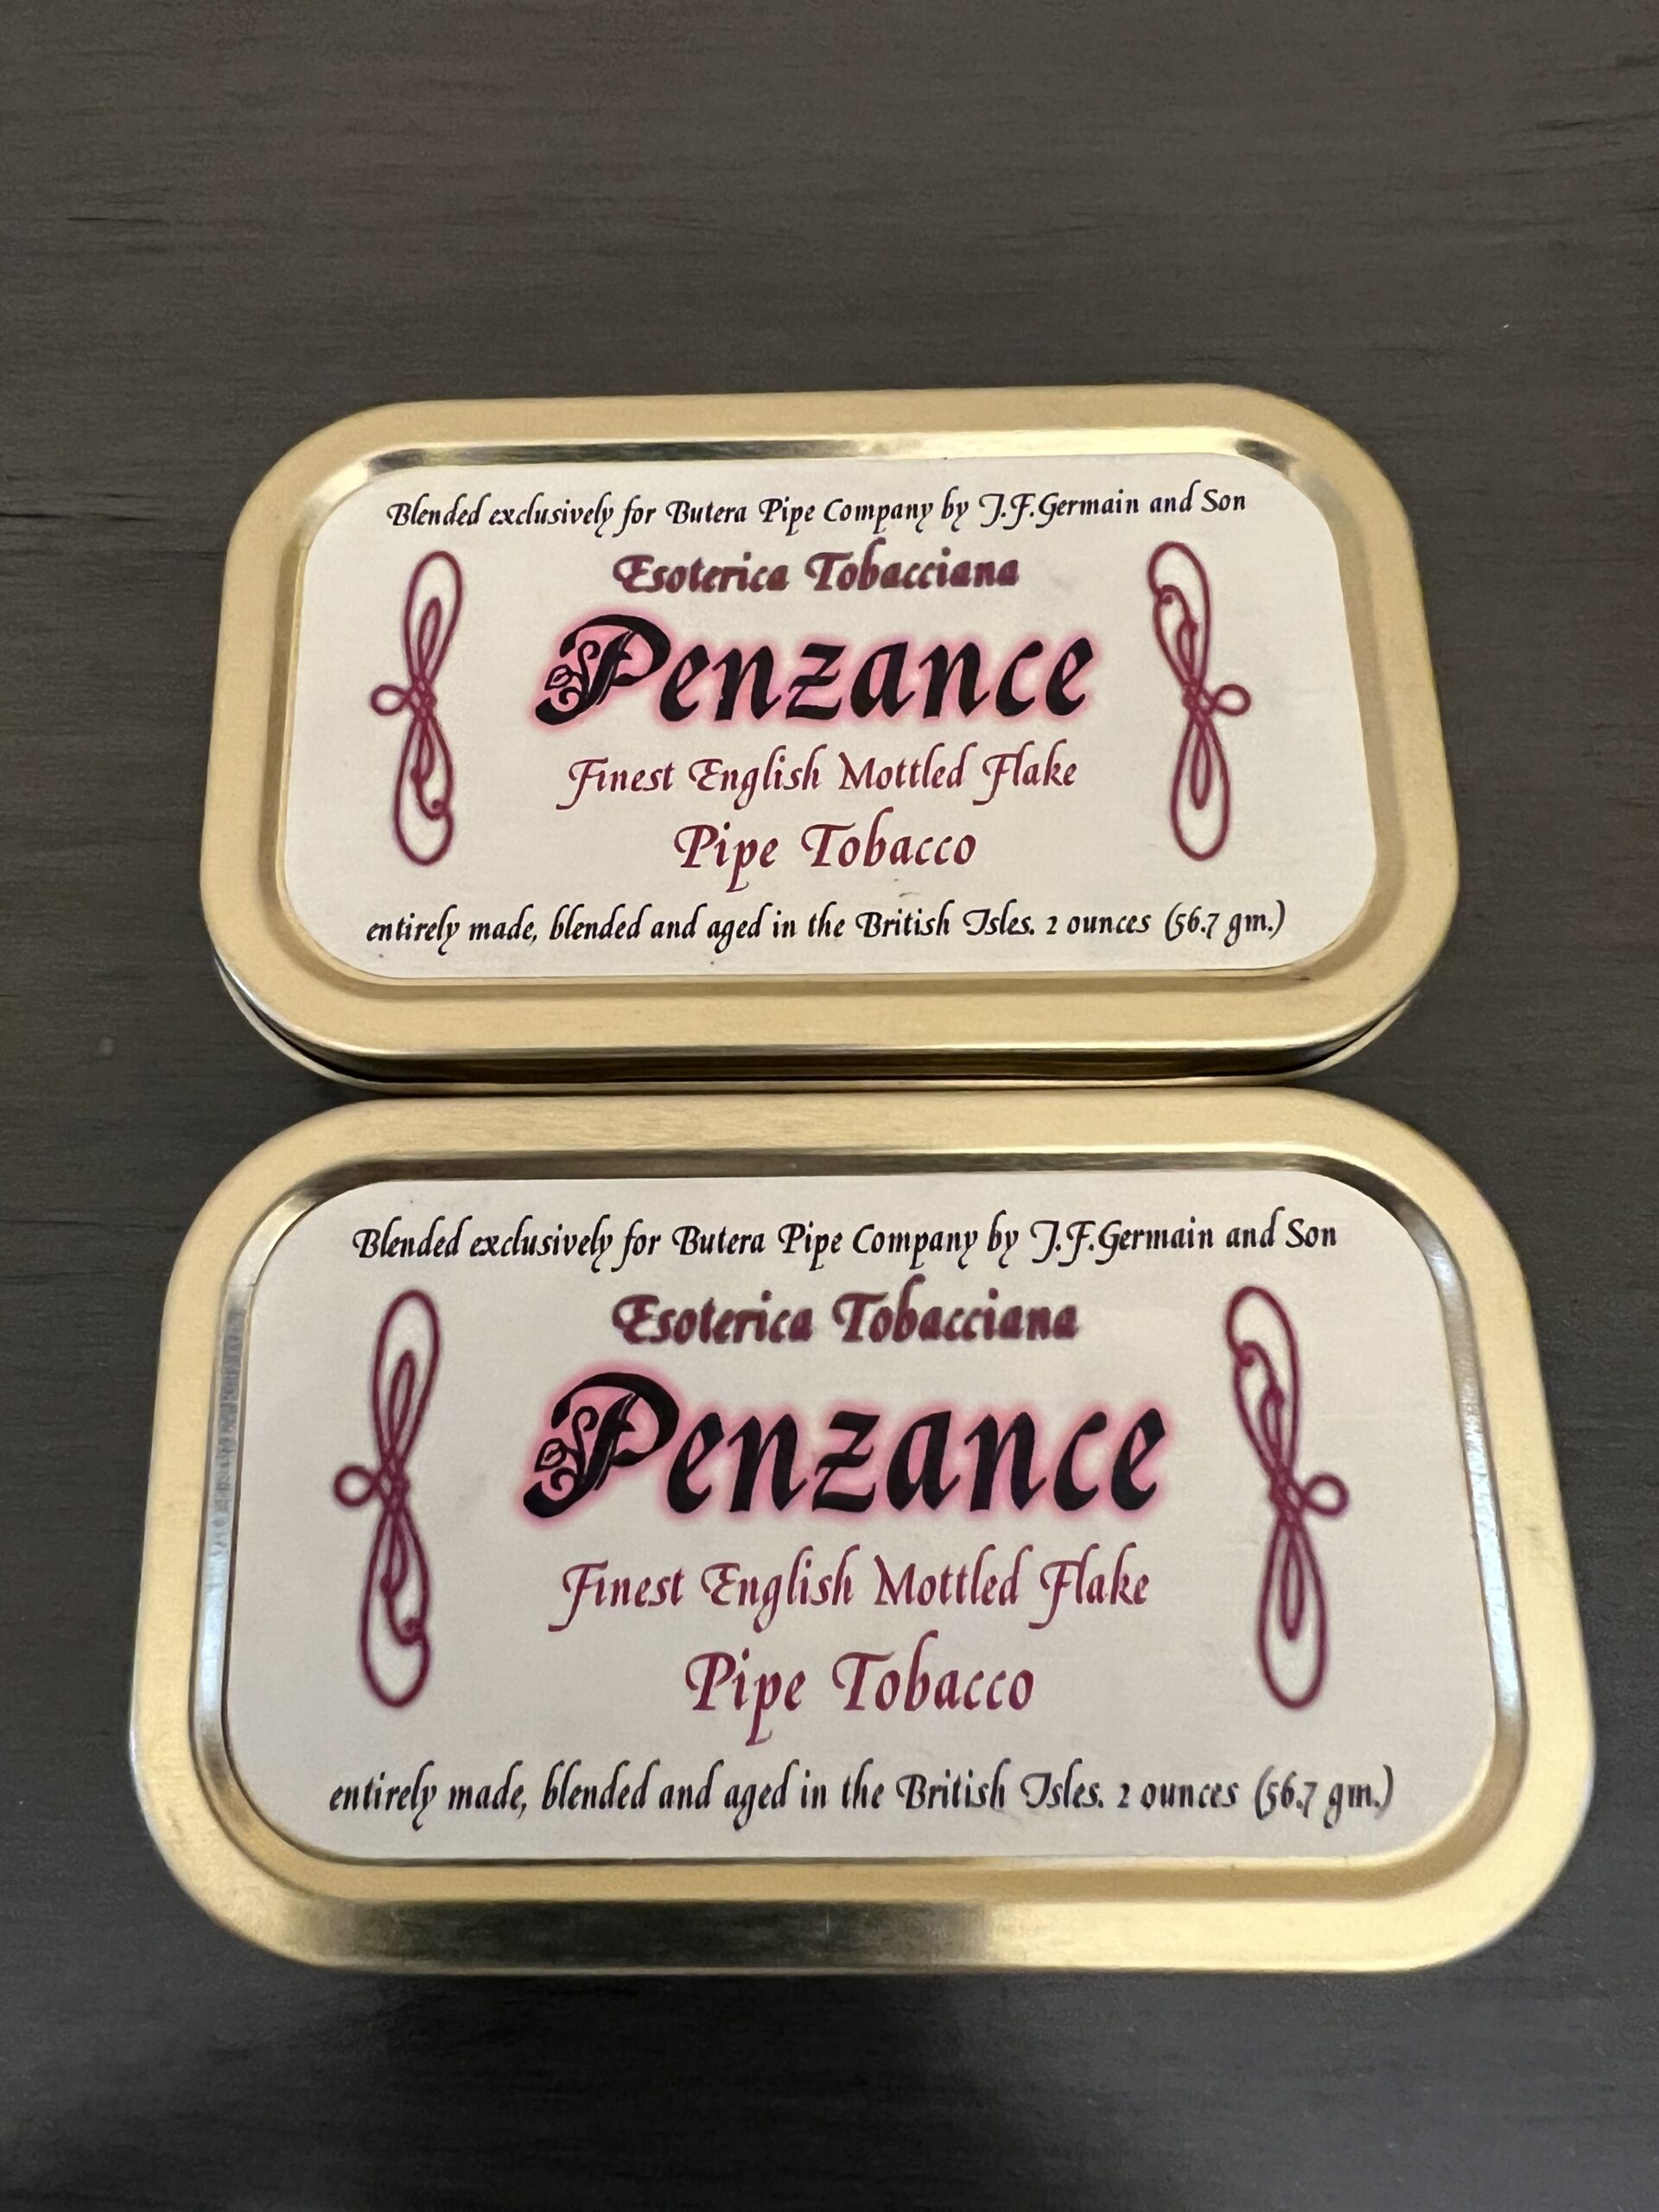 Blended exclusively for Butera Pipe Company by J.F.Germain and Son
Esoterica Tobacciana
Penzance
Finest English Mottled Flake
Pipe Tobacco
entirely made, blended and aged in the British Isles. 2 ounces (56.7 gm.)
Blended exclusively for Butera Pipe Company by J.F.Germain and Son
Esoterica Tobacciana
Penzance
Finest English Mottled Flake
Pipe Tobacco
entirely made, blended and aged in the British Isles. 2 ounces (56.7 gm.)